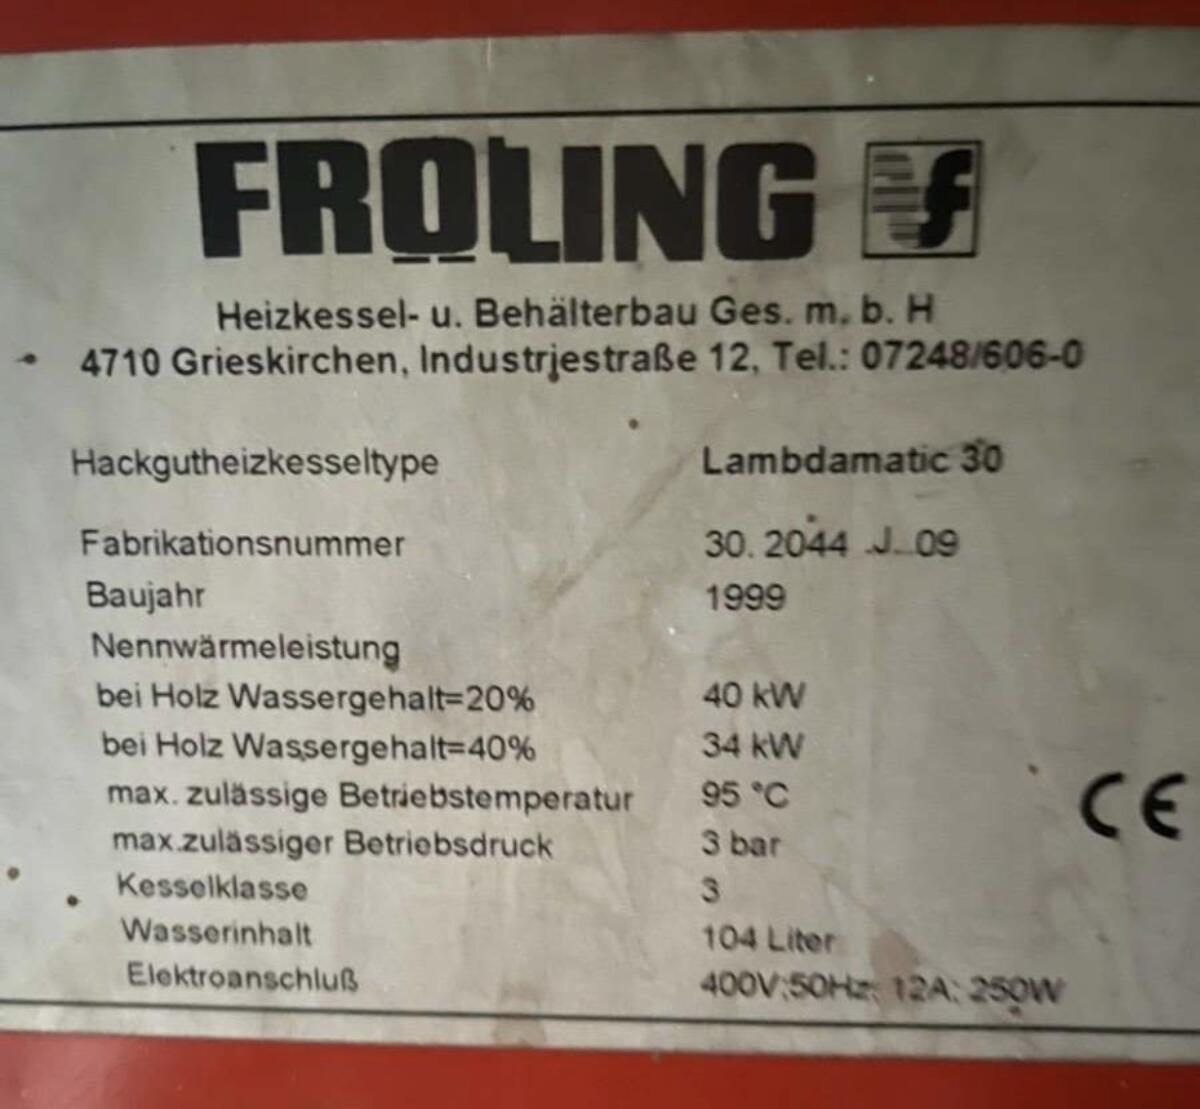 FRÖLING f
Heizkessel- u. Behälterbau Ges. m. b. H
4710 Grieskirchen, Industriestraße 12, Tel.: 07248/606-0
Hackgutheizkesseltype Lambdamatic 30
Fabrikationsnummer 30. 2044 J 09
Baujahr 1999
Nennwärmeleistung
bei Holz Wassergehalt=20% 40 kW
bei Holz Wassergehalt=40% 34 kW
max. zulässige Betriebstemperatur 95 °C
max.zulässiger Betriebsdruck 3 bar
Kesselklasse 3
Wasserinhalt 104 Liter
Elektroanschluß 400V;50Hz; 12A; 250W
CE